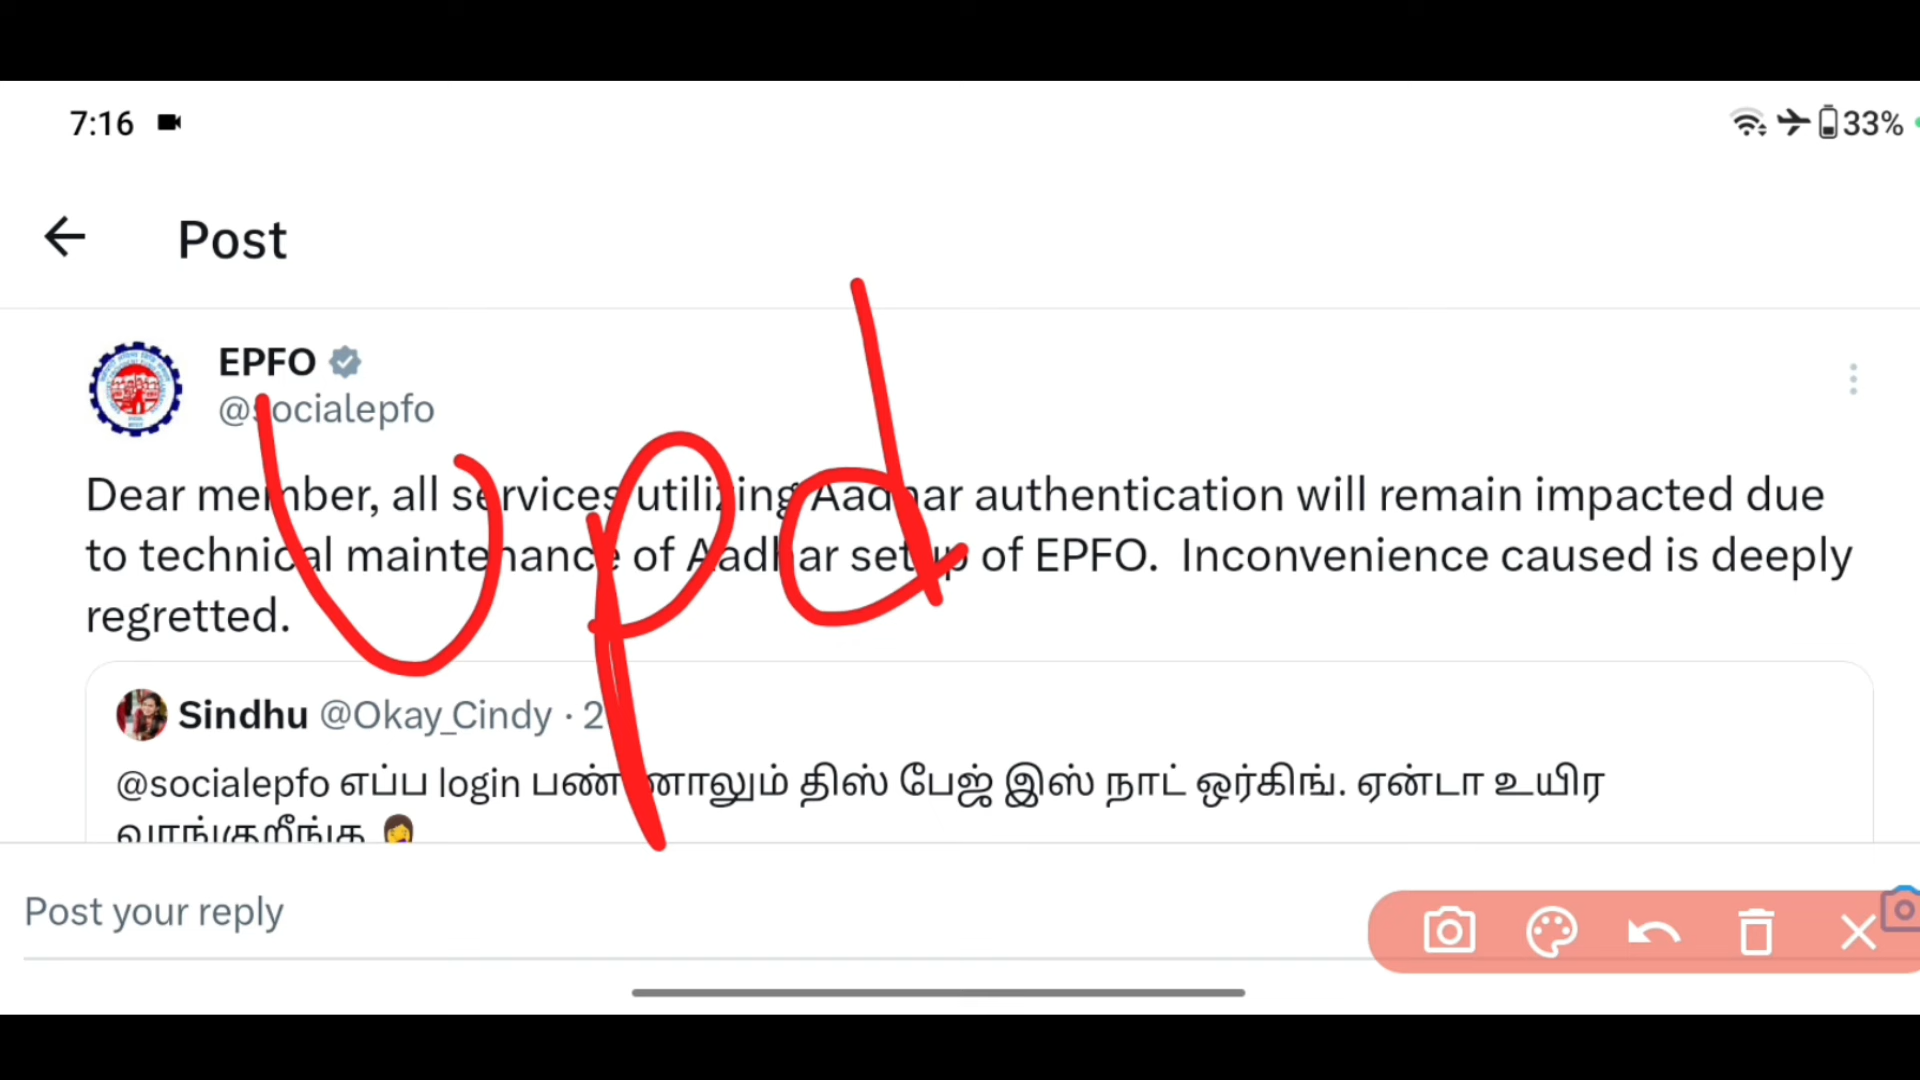 7:16 33%
Post
EPFO
@socialepfo
Dear member, all services utilizing Aadhar authentication will remain impacted due
to technical maintenance of Aadhar setup of EPFO. Inconvenience caused is deeply
regretted.
Sindhu @Okay_Cindy · 2
@socialepfo எப்ப login பண்ணாலும் திஸ் பேஜ் இஸ் நாட் ஒர்கிங். ஏன்டா உயிர
வாங்குறீங்க
Upd
Post your reply